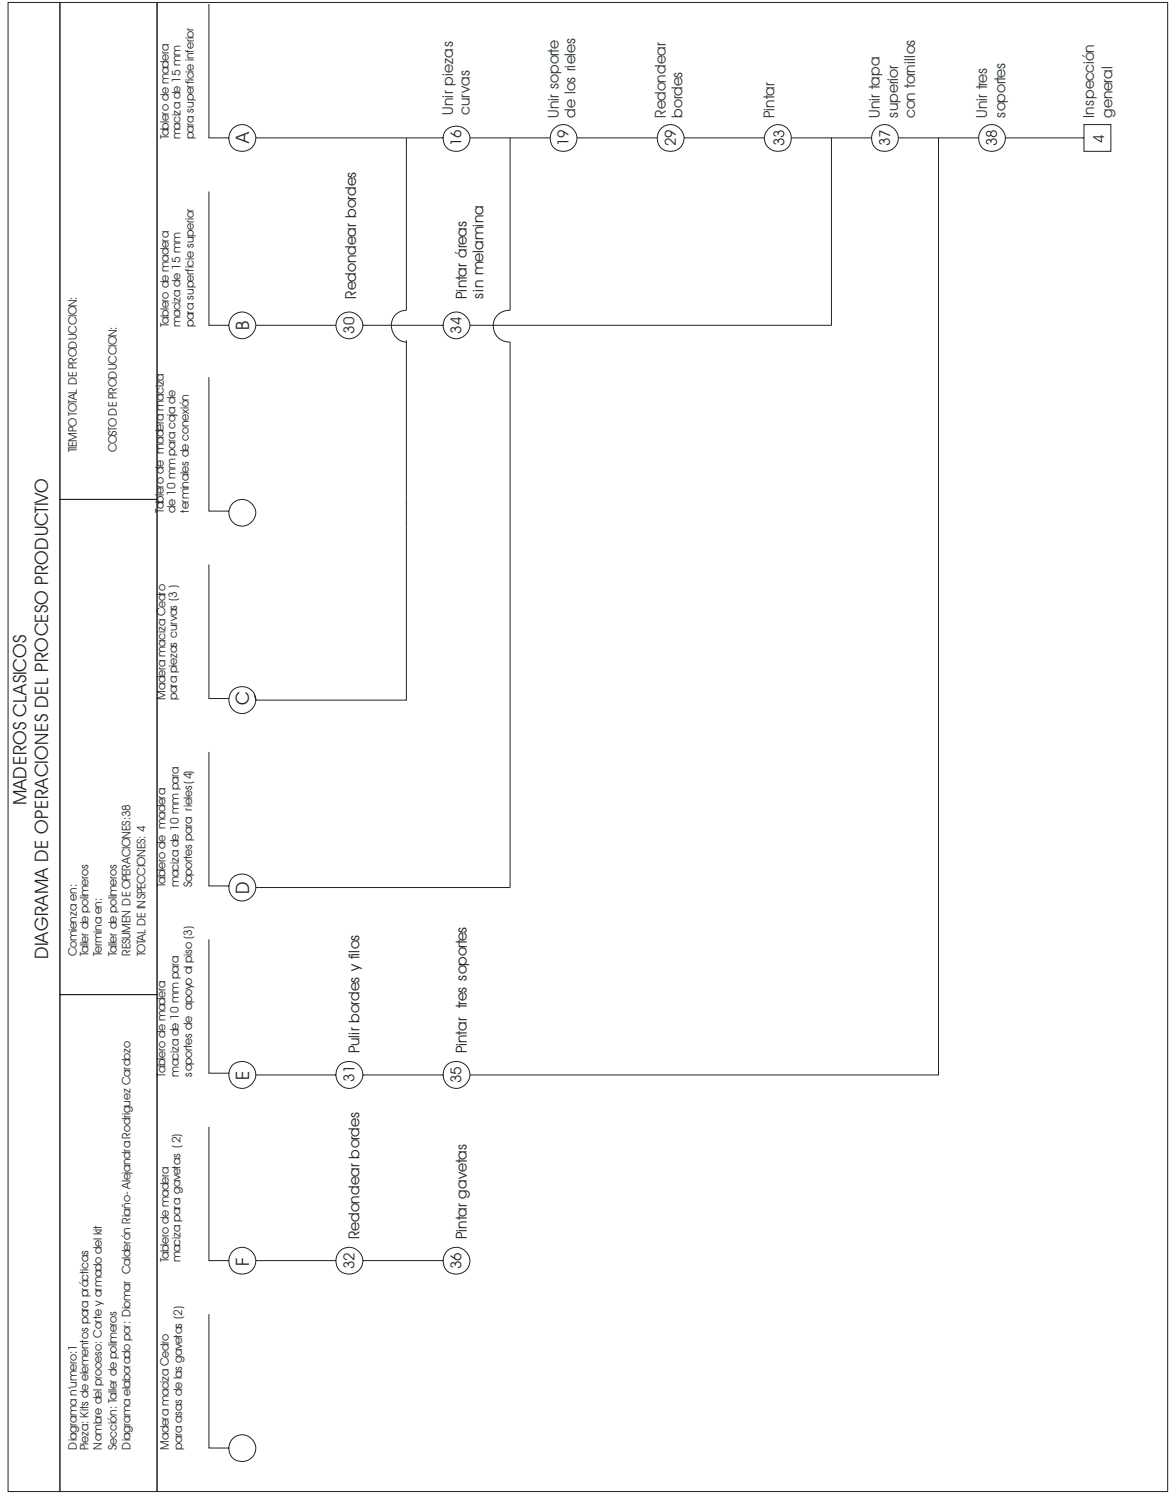 MADEROS CLASICOS
DIAGRAMA DE OPERACIONES DEL PROCESO PRODUCTIVO
Diagrama número:1
Pieza: Kits de elementos para prácticas
Nombre del proceso: Corte y armado del kit
Sección: Taller de polímeros
Diagrama elaborado por: Diomar Calderón Riaño- Alejandra Rodríguez Cardozo
Comienza en:
Taller de polímeros
Termina en:
Taller de polímeros
RESUMEN DE OPERACIONES:38
TOTAL DE INSPECCIONES: 4
TIEMPO TOTAL DE PRODUCCION:
COSTO DE PRODUCCION:
Madera maciza Cedro
para asas de las gavetas (2)
Tablero de madera
maciza para gavetas (2)
F
32 Redondear bordes
36 Pintar gavetas
Tablero de madera
maciza de 10 mm para
soportes de apoyo al piso (3)
E
31 Pulir bordes y filos
35 Pintar tres soportes
Tablero de madera
maciza de 10 mm para
Soportes para rieles(4)
D
Madera maciza Cedro
para piezas curvas (3)
C
Tablero de madera maciza
de 10 mm para caja de
terminales de conexión
Tablero de madera
maciza de 15 mm
para superficie superior
B
30 Redondear bordes
34 Pintar áreas
sin melamina
Tablero de madera
maciza de 15 mm
para superficie inferior
A
16 Unir piezas
curvas
19 Unir soporte
de los rieles
29 Redondear
bordes
33 Pintar
37 Unir tapa
superior
con tornillos
38 Unir tres
soportes
4 Inspección
general